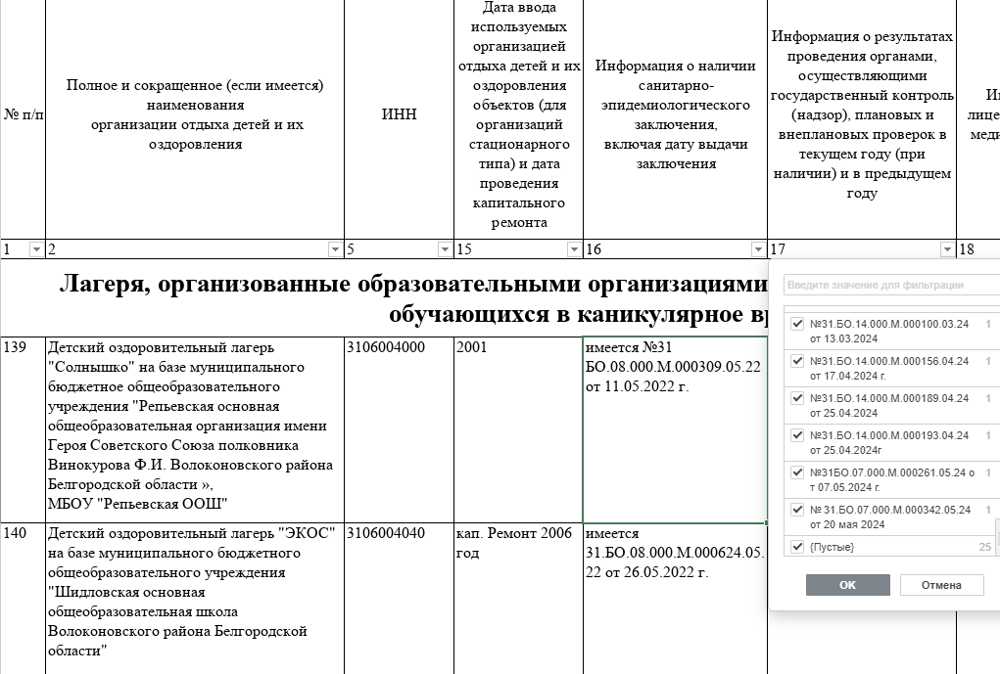 № п/п
Полное и сокращенное (если имеется)
наименования
организации отдыха детей и их
оздоровления
ИНН
Дата ввода
используемых
организацией
отдыха детей и их
оздоровления
объектов (для
организаций
стационарного
типа) и дата
проведения
капитального
ремонта
Информация о наличии
санитарно-
эпидемиологического
заключения,
включая дату выдачи
заключения
Информация о результатах
проведения органами,
осуществляющими
государственный контроль
(надзор), плановых и
внеплановых проверок в
текущем году (при
наличии) и в предыдущем
году
1 2 5 15 16 17 18
Лагеря, организованные образовательными организациями
обучающихся в каникулярное
139
Детский оздоровительный лагерь
"Солнышко" на базе муниципального
бюджетное общеобразовательного
учреждения "Репьевская основная
общеобразовательная организация имени
Героя Советского Союза полковника
Винокурова Ф.И. Волоконовского района
Белгородской области »,
МБОУ "Репьевская ООШ"
3106004000
2001
имеется №31
БО.08.000.М.000309.05.22
от 11.05.2022 г.
140
Детский оздоровительный лагерь "ЭКОС"
на базе муниципального бюджетного
общеобразовательного учреждения
"Шидловская основная
общеобразовательная школа
Волоконовского района Белгородской
области"
3106004040
кап. Ремонт 2006
год
имеется
31.БО.08.000.М.000624.05.
22 от 26.05.2022 г.
Введите значение для фильтрации
№31.БО.14.000.М.000100.03.24 1
от 13.03.2024
№31.БО.14.000.М.000156.04.24 1
от 17.04.2024 г.
№31.БО.14.000.М.000189.04.24 1
от 25.04.2024
№31.БО.14.000.М.000193.04.24 1
от 25.04.2024г
№31БО.07.000.М.000261.05.24 о 1
т 07.05.2024 г.
№ 31.БО.07.000.М.000342.05.24 1
от 20 мая 2024
{Пустые} 25
ОК Отмена